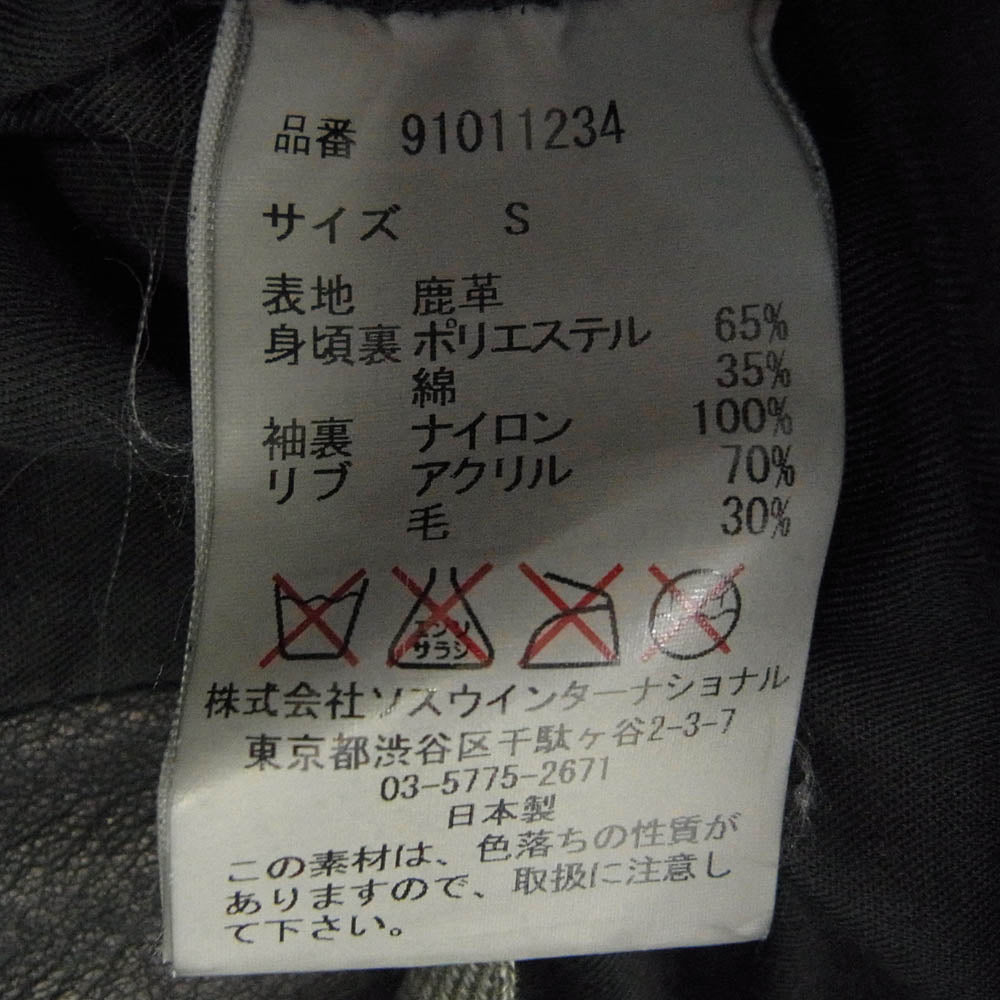 品番 91011234
サイズ S
表地 鹿革
身頃裏 ポリエステル 65%
綿 35%
袖裏 ナイロン 100%
リブ アクリル 70%
毛 30%
エンソ
サラシ
株式会社ソスウインターナショナル
東京都渋谷区千駄ヶ谷2-3-7
03-5775-2671
日本製
この素材は、色落ちの性質が
ありますので、取扱に注意し
て下さい。